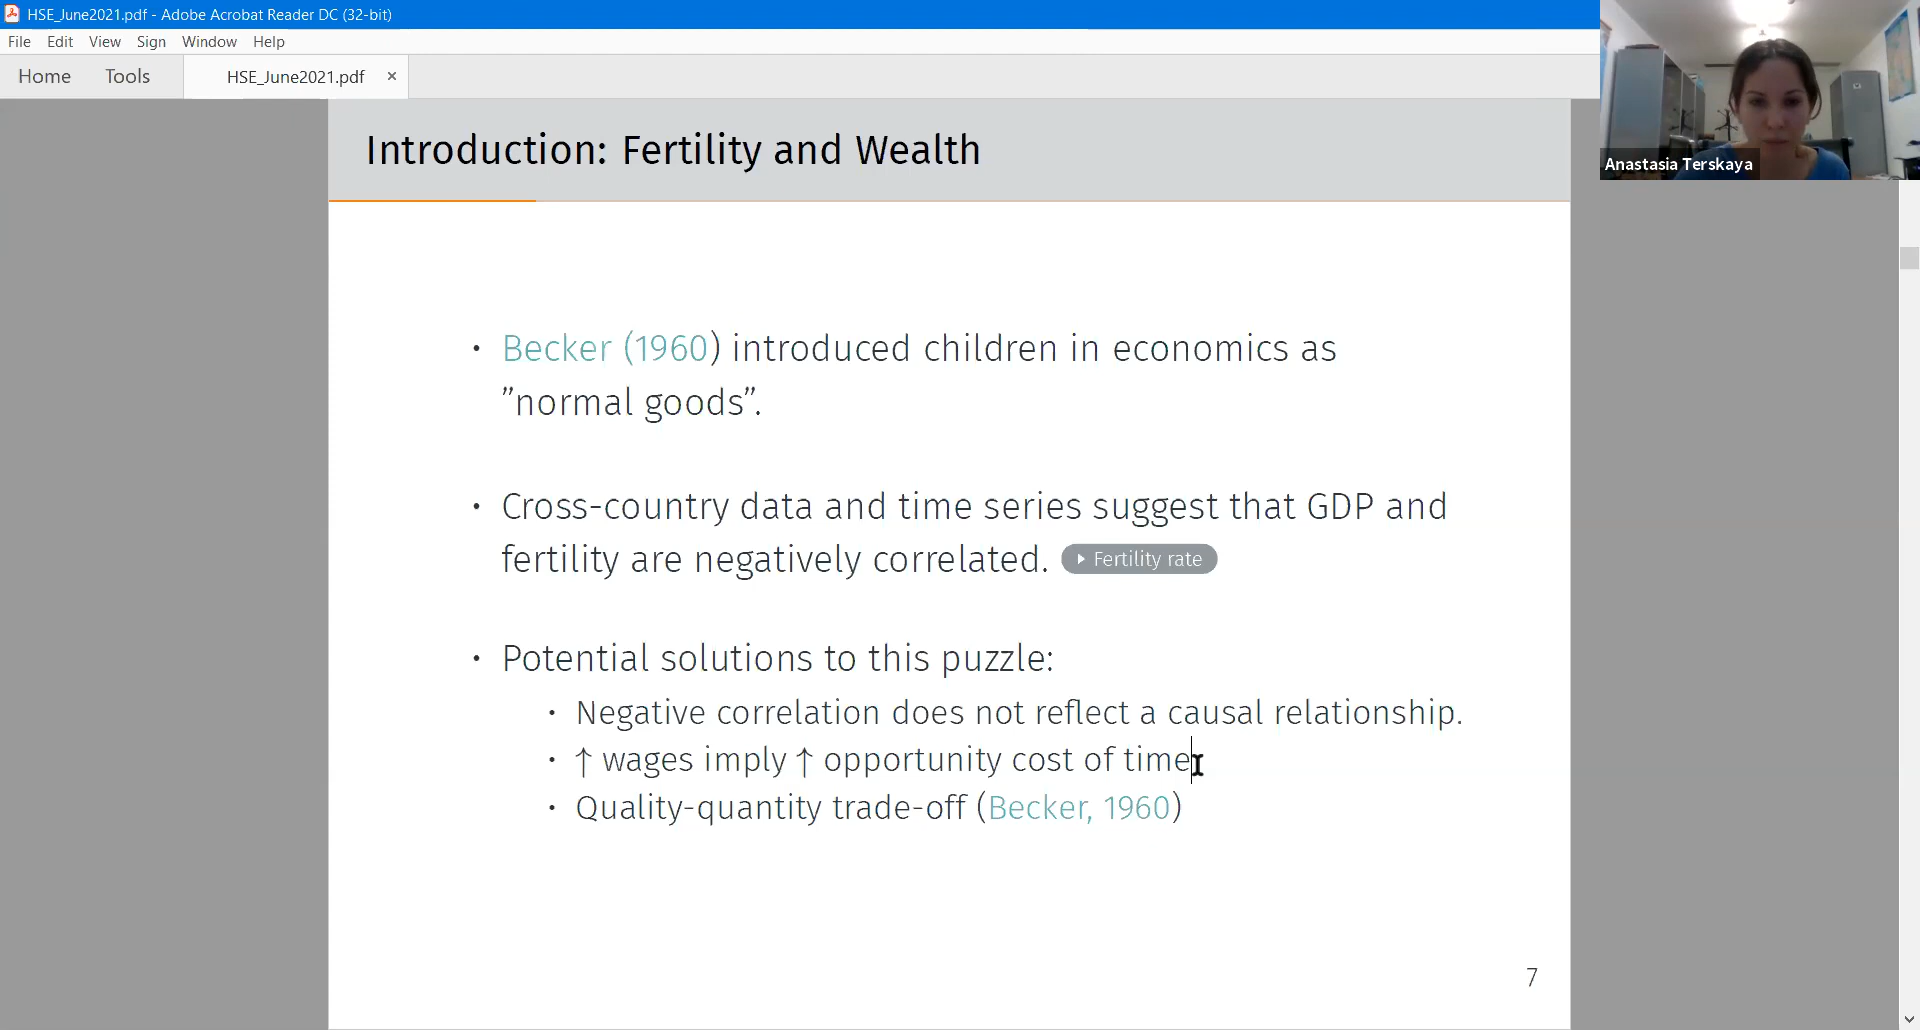 HSE_June2021.pdf - Adobe Acrobat Reader DC (32-bit)
File Edit View Sign Window Help
Home Tools HSE_June2021.pdf ×
Anastasia Terskaya
Introduction: Fertility and Wealth
• Becker (1960) introduced children in economics as
”normal goods”.
• Cross-country data and time series suggest that GDP and
fertility are negatively correlated. ▸ Fertility rate
• Potential solutions to this puzzle:
• Negative correlation does not reflect a causal relationship.
• ↑ wages imply ↑ opportunity cost of time
• Quality-quantity trade-off (Becker, 1960)
7